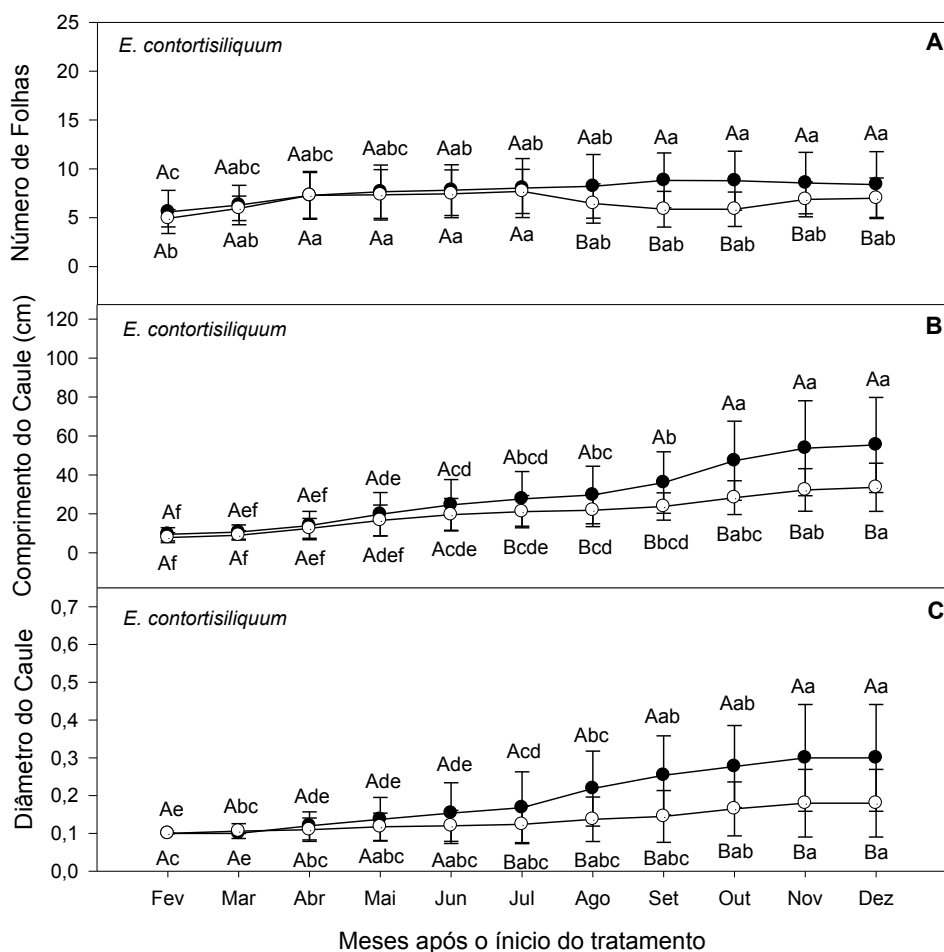 E. contortisiliquum
A
Número de Folhas
25
20
15
10
5
0
Ac Aabc Aabc Aabc Aab Aab Aab Aa Aa Aa Aa
Ab Aab Aa Aa Aa Aa Bab Bab Bab Bab Bab
E. contortisiliquum
B
Comprimento do Caule (cm)
120
100
80
60
40
20
0
Af Aef Aef Ade Acd Abcd Abc Ab Aa Aa Aa
Af Af Aef Adef Acde Bcde Bcd Bbcd Babc Bab Ba
E. contortisiliquum
C
Diâmetro do Caule
0,7
0,6
0,5
0,4
0,3
0,2
0,1
0,0
Ae Abc Ade Ade Ade Acd Abc Aab Aab Aa Aa
Ac Ae Abc Aabc Aabc Babc Babc Babc Bab Ba Ba
Fev Mar Abr Mai Jun Jul Ago Set Out Nov Dez
Meses após o ínicio do tratamento